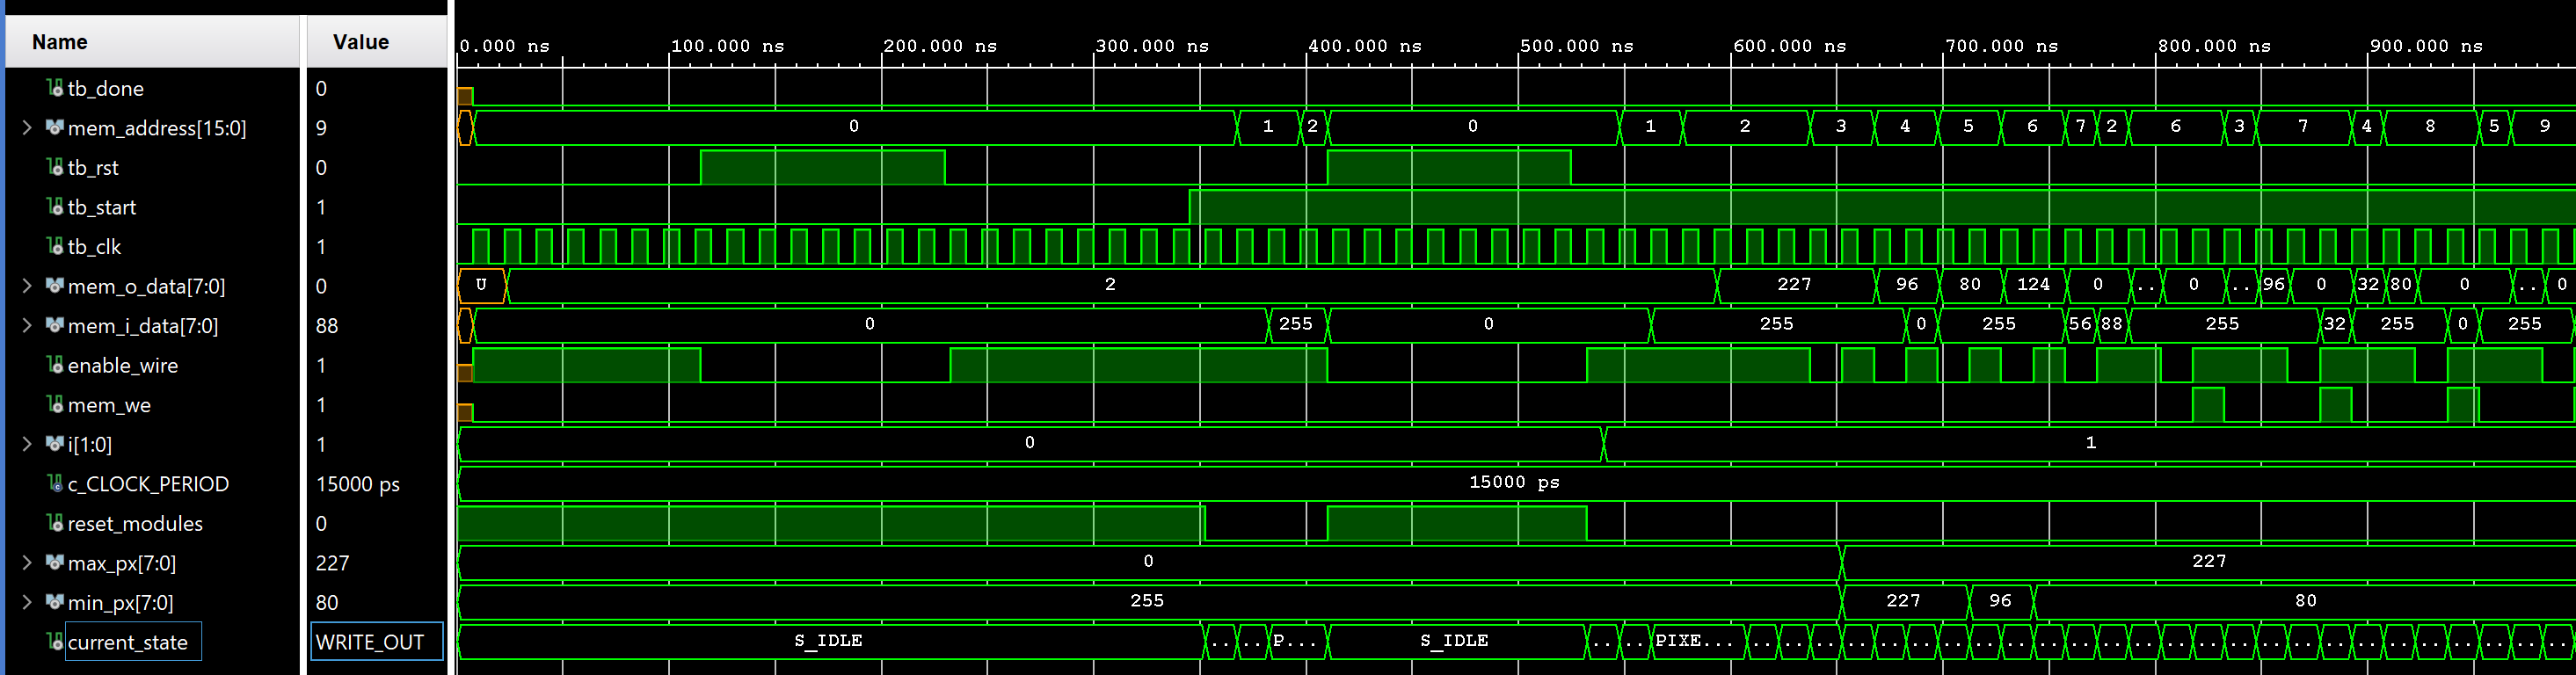 Name Value 0.000 ns 100.000 ns 200.000 ns 300.000 ns 400.000 ns 500.000 ns 600.000 ns 700.000 ns 800.000 ns 900.000 ns
tb_done 0
mem_address[15:0] 9 0 1 2 0 1 2 3 4 5 6 7 2 6 3 7 4 8 5 9
tb_rst 0
tb_start 1
tb_clk 1
mem_o_data[7:0] 0 U 2 227 96 80 124 0 .. 0 .. 96 0 32 80 0 .. 0
mem_i_data[7:0] 88 0 255 0 255 0 255 56 88 255 32 255 0 255
enable_wire 1
mem_we 1
i[1:0] 1 0 1
c_CLOCK_PERIOD 15000 ps 15000 ps
reset_modules 0
max_px[7:0] 227 0 227
min_px[7:0] 80 255 227 96 80
current_state WRITE_OUT S_IDLE .. .. P... S_IDLE .. .. PIXE... .. .. .. .. .. .. .. .. .. .. .. .. .. .. .. .. .. .. .. .. .. .. .. .. .. ..